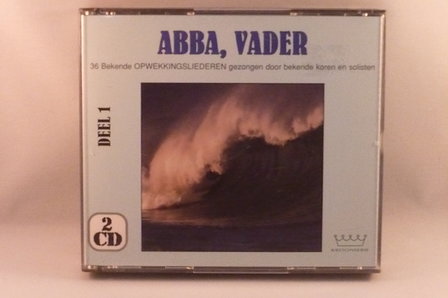 ABBA, VADER
36 Bekende OPWEKKINGSLIEDEREN gezongen door bekende koren en solisten
DEEL 1
2
CD